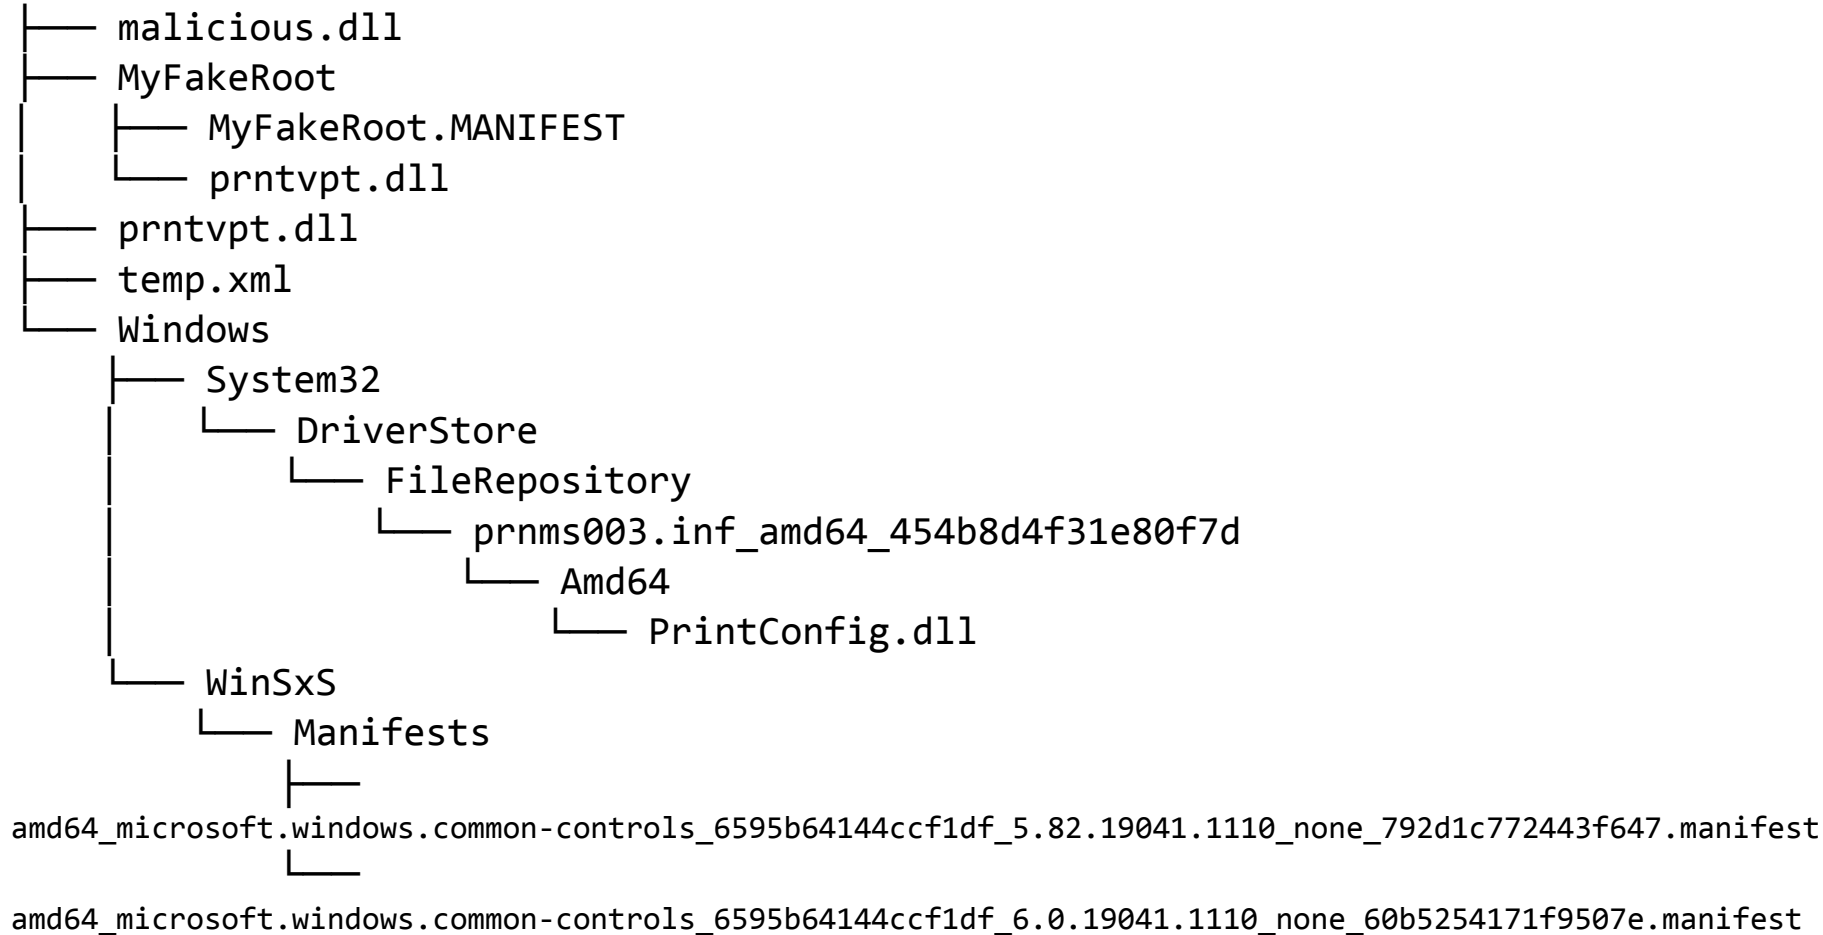 ├── malicious.dll
├── MyFakeRoot
│   ├── MyFakeRoot.MANIFEST
│   └── prntvpt.dll
├── prntvpt.dll
├── temp.xml
└── Windows
    ├── System32
    │   └── DriverStore
    │       └── FileRepository
    │           └── prnms003.inf_amd64_454b8d4f31e80f7d
    │               └── Amd64
    │                   └── PrintConfig.dll
    └── WinSxS
        └── Manifests
            ├──
amd64_microsoft.windows.common-controls_6595b64144ccf1df_5.82.19041.1110_none_792d1c772443f647.manifest
            └──
amd64_microsoft.windows.common-controls_6595b64144ccf1df_6.0.19041.1110_none_60b5254171f9507e.manifest